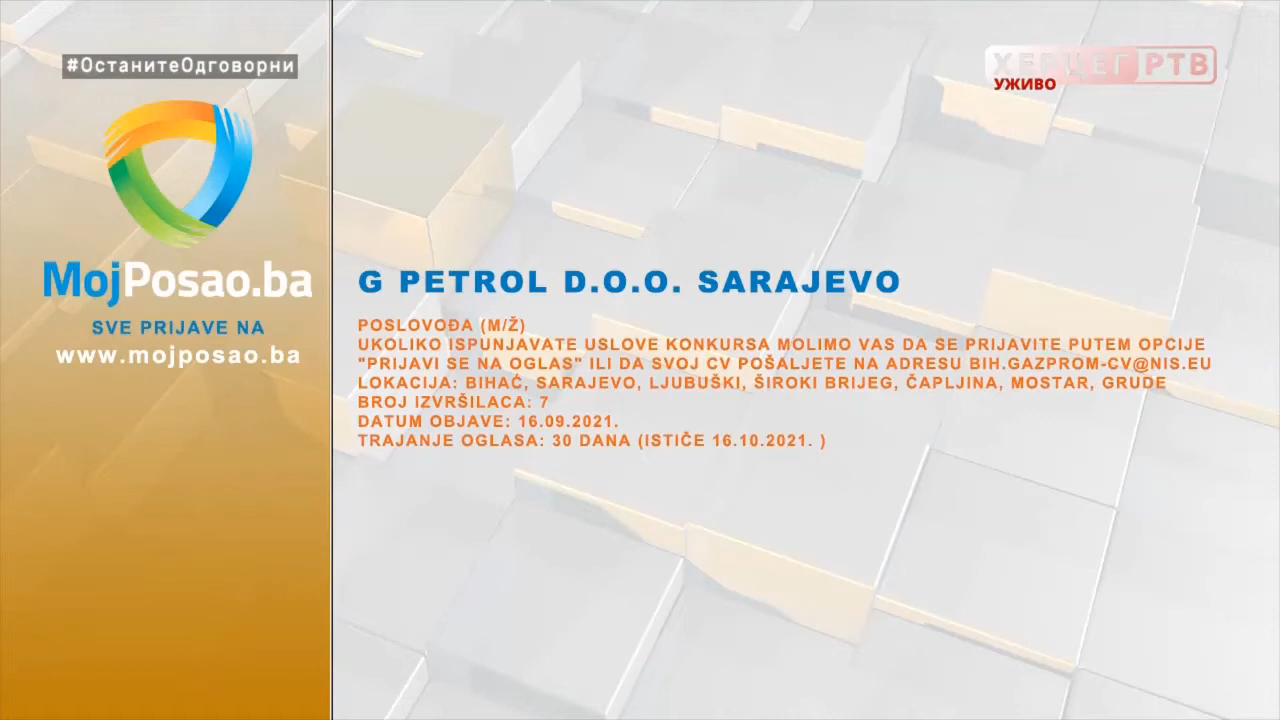 #ОстанитеОдговорни
ХЕРЦЕГ РТВ
УЖИВО
MojPosao.ba
SVE PRIJAVE NA
www.mojposao.ba
G PETROL D.O.O. SARAJEVO
POSLOVOĐA (M/Ž)
UKOLIKO ISPUNJAVATE USLOVE KONKURSA MOLIMO VAS DA SE PRIJAVITE PUTEM OPCIJE
"PRIJAVI SE NA OGLAS" ILI DA SVOJ CV POŠALJETE NA ADRESU BIH.GAZPROM-CV@NIS.EU
LOKACIJA: BIHAĆ, SARAJEVO, LJUBUŠKI, ŠIROKI BRIJEG, ČAPLJINA, MOSTAR, GRUDE
BROJ IZVRŠILACA: 7
DATUM OBJAVE: 16.09.2021.
TRAJANJE OGLASA: 30 DANA (ISTIČE 16.10.2021. )